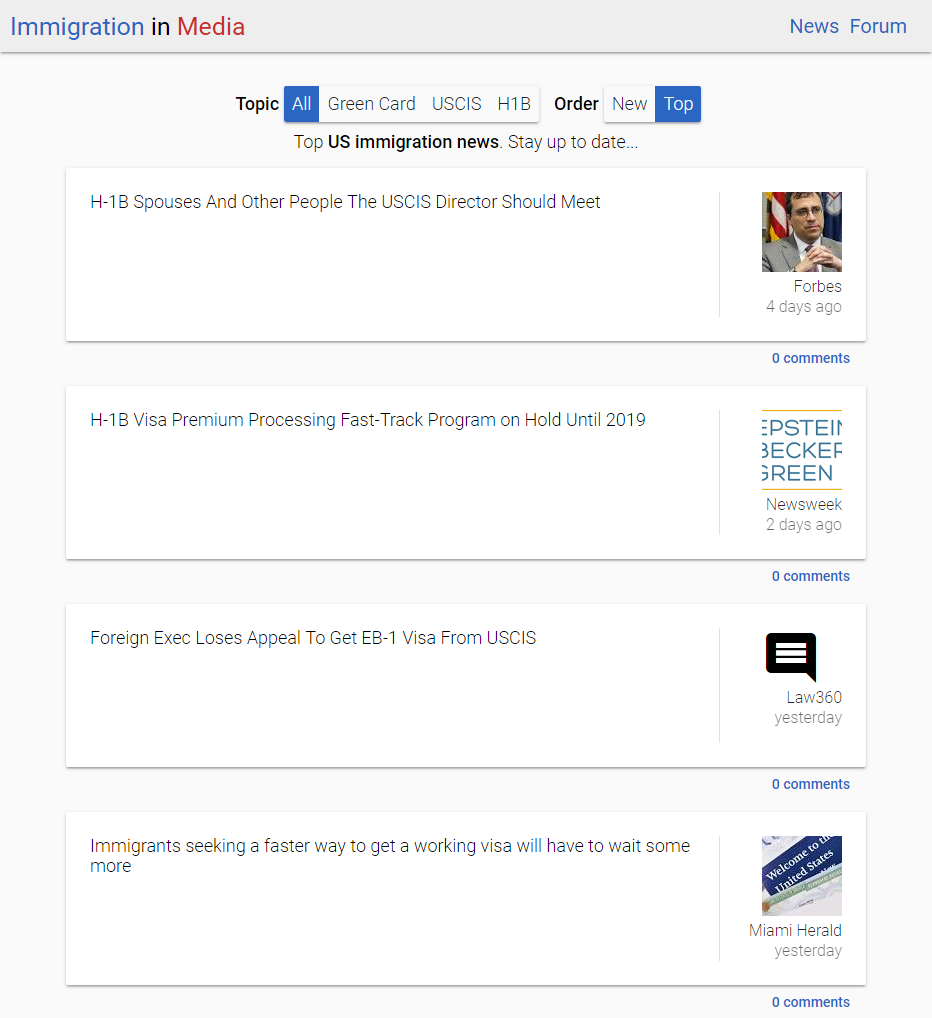 Immigration in Media
News Forum
Topic All Green Card USCIS H1B Order New Top
Top US immigration news. Stay up to date...
H-1B Spouses And Other People The USCIS Director Should Meet
Forbes
4 days ago
0 comments
H-1B Visa Premium Processing Fast-Track Program on Hold Until 2019
EPSTEIN
BECKER
GREEN
Newsweek
2 days ago
0 comments
Foreign Exec Loses Appeal To Get EB-1 Visa From USCIS
Law360
yesterday
0 comments
Immigrants seeking a faster way to get a working visa will have to wait some
more
Welcome to the
United States
Miami Herald
yesterday
0 comments